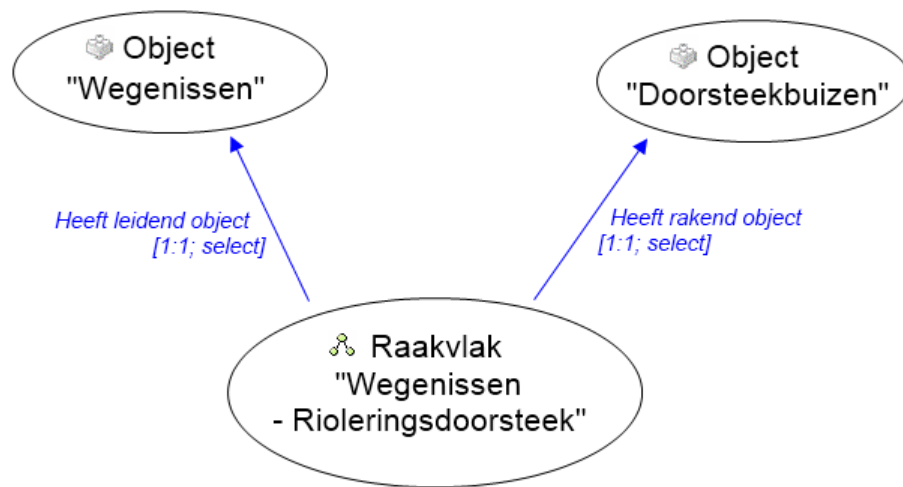 Object
"Wegenissen"
Object
"Doorsteekbuizen"
Heeft leidend object
[1:1; select]
Heeft rakend object
[1:1; select]
Raakvlak
"Wegenissen
- Rioleringsdoorsteek"